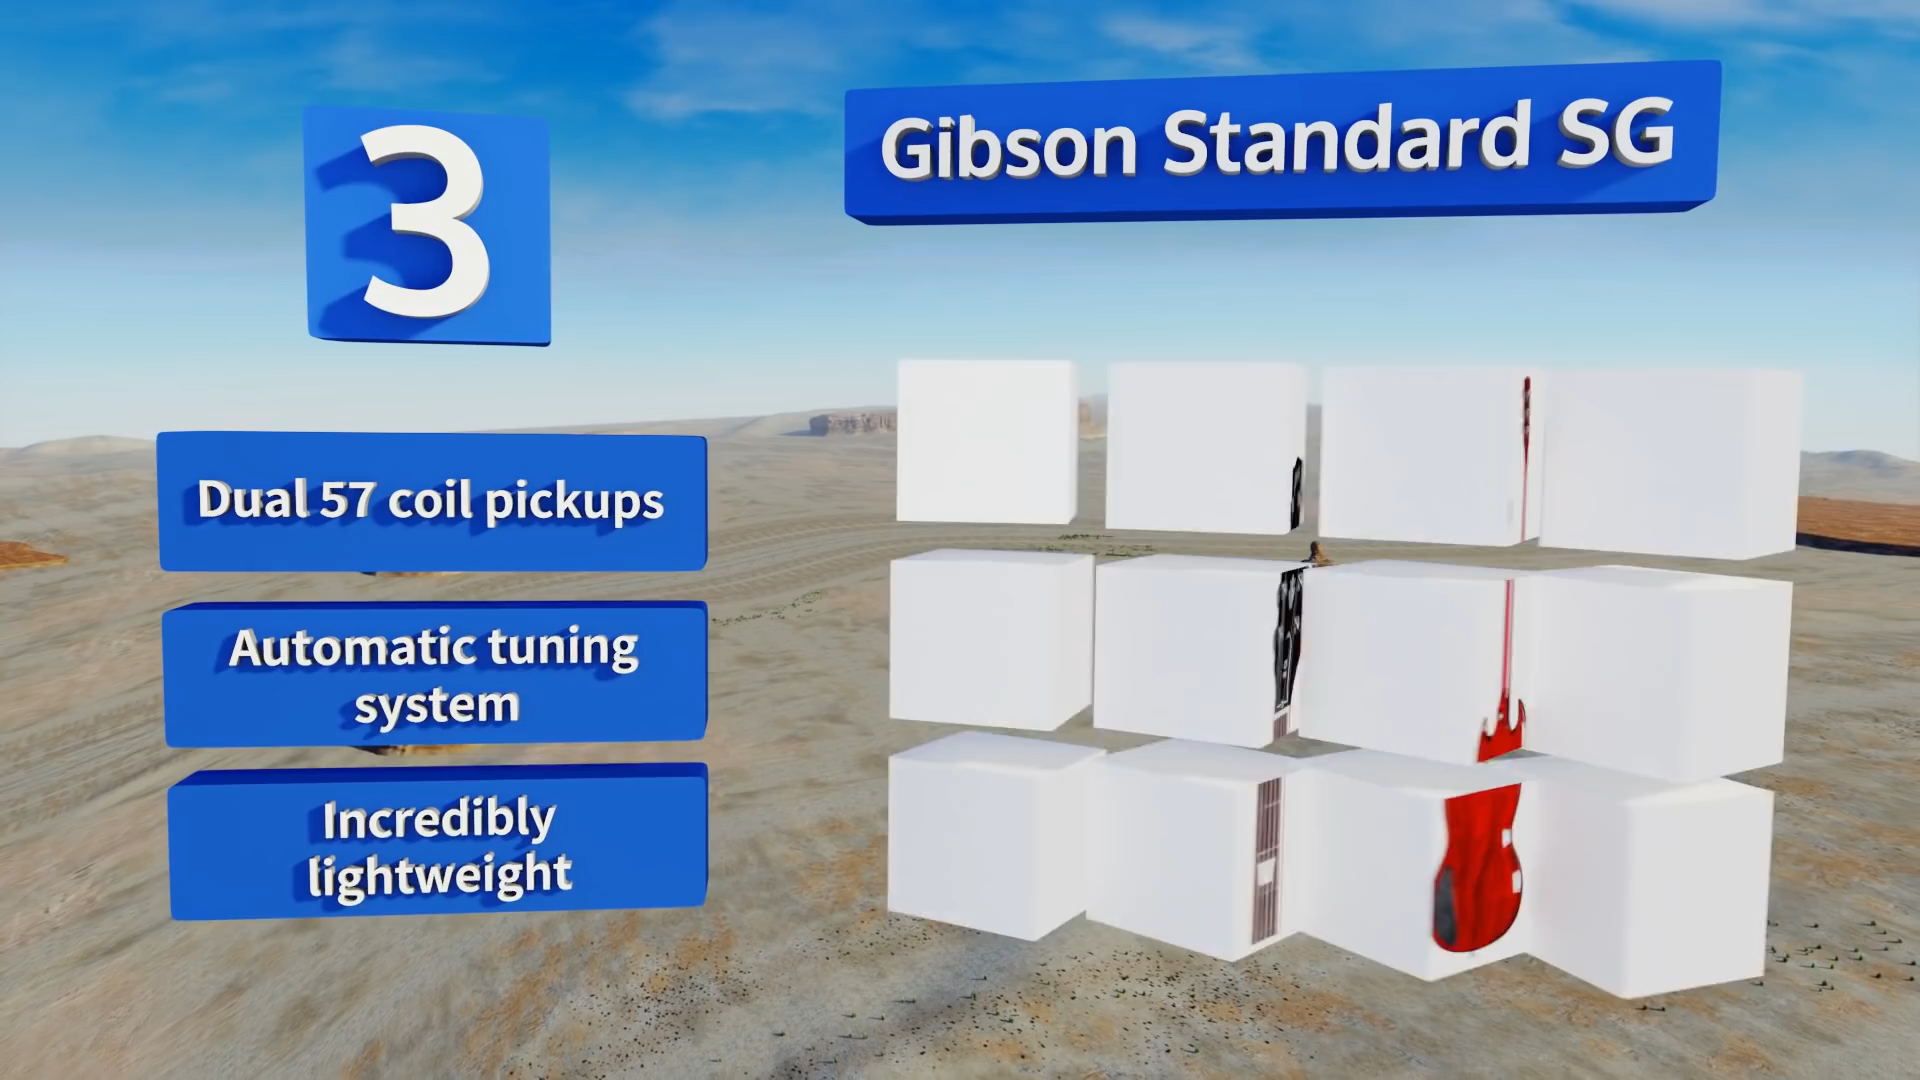 3
Gibson Standard SG
Dual 57 coil pickups
Automatic tuning
system
Incredibly
lightweight